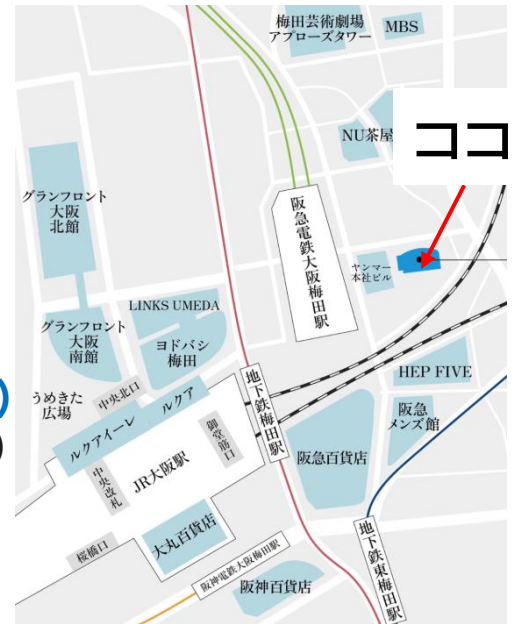 梅田芸術劇場
アプローズタワー
MBS
NU茶屋
ココ
グランフロント
大阪
北館
阪急電鉄大阪梅田駅
ヤンマー
本社ビル
LINKS UMEDA
グランフロント
大阪
南館
ヨドバシ
梅田
HEP FIVE
うめきた
広場
中央北口
ルクア
地下鉄梅田駅
阪急
メンズ館
ルクアイーレ
御堂筋口
中央改札
JR大阪駅
阪急百貨店
大丸百貨店
桜橋口
阪神電鉄大阪梅田駅
地下鉄東梅田駅
阪神百貨店
)
)